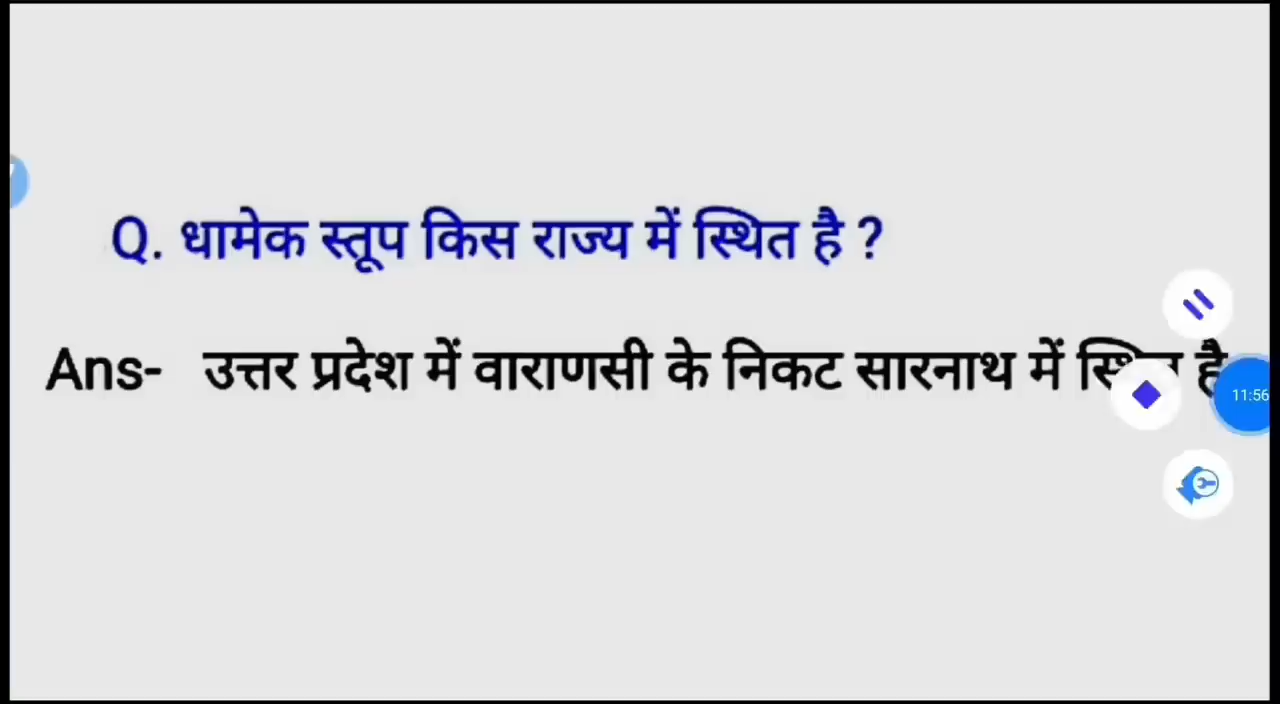 Q. धामेक स्तूप किस राज्य में स्थित है ?
Ans- उत्तर प्रदेश में वाराणसी के निकट सारनाथ में है
11:56